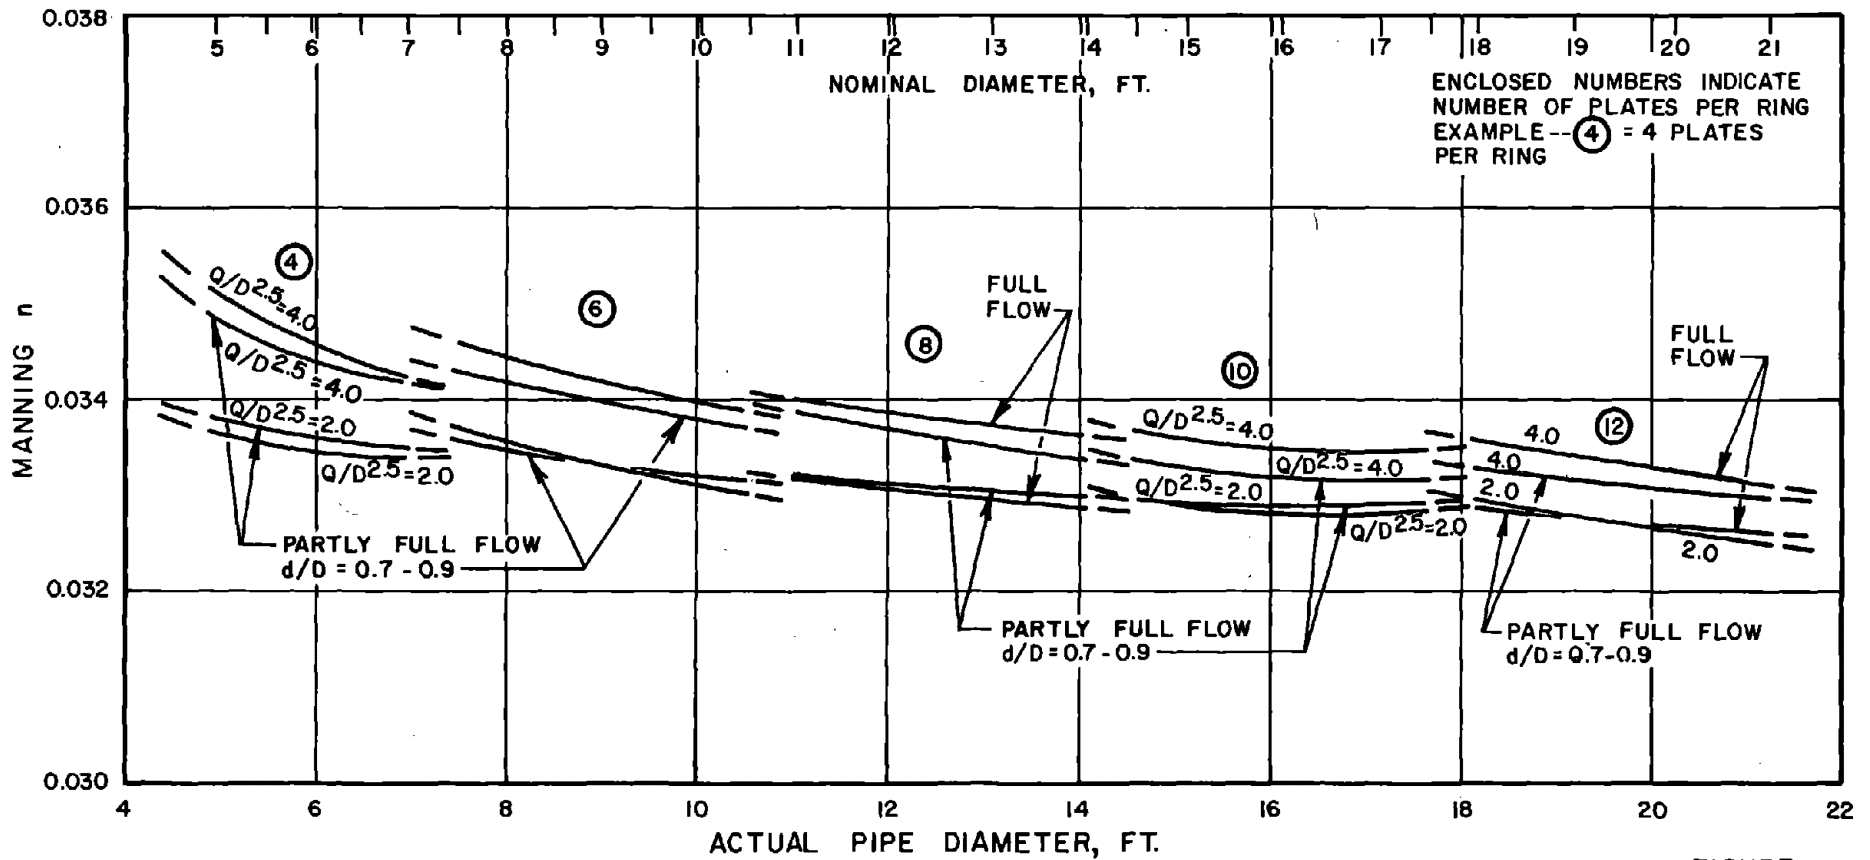 0.038
5 6 7 8 9 10 11 12 13 14 15 16 17 18 19 20 21
NOMINAL DIAMETER, FT.
ENCLOSED NUMBERS INDICATE
NUMBER OF PLATES PER RING
EXAMPLE--④ = 4 PLATES
PER RING
0.036
④
Q/D2.5=4.0
Q/D2.5=4.0
⑥
FULL
FLOW
⑧
⑩
FULL
FLOW
⑫
MANNING n
0.034
Q/D2.5=2.0
Q/D2.5=2.0
Q/D2.5=4.0
Q/D2.5=4.0
Q/D2.5=2.0
Q/D2.5=2.0
4.0
4.0
2.0
2.0
PARTLY FULL FLOW
d/D = 0.7 - 0.9
0.032
PARTLY FULL FLOW
d/D = 0.7 - 0.9
PARTLY FULL FLOW
d/D = 0.7-0.9
0.030
4 6 8 10 12 14 16 18 20 22
ACTUAL PIPE DIAMETER, FT.